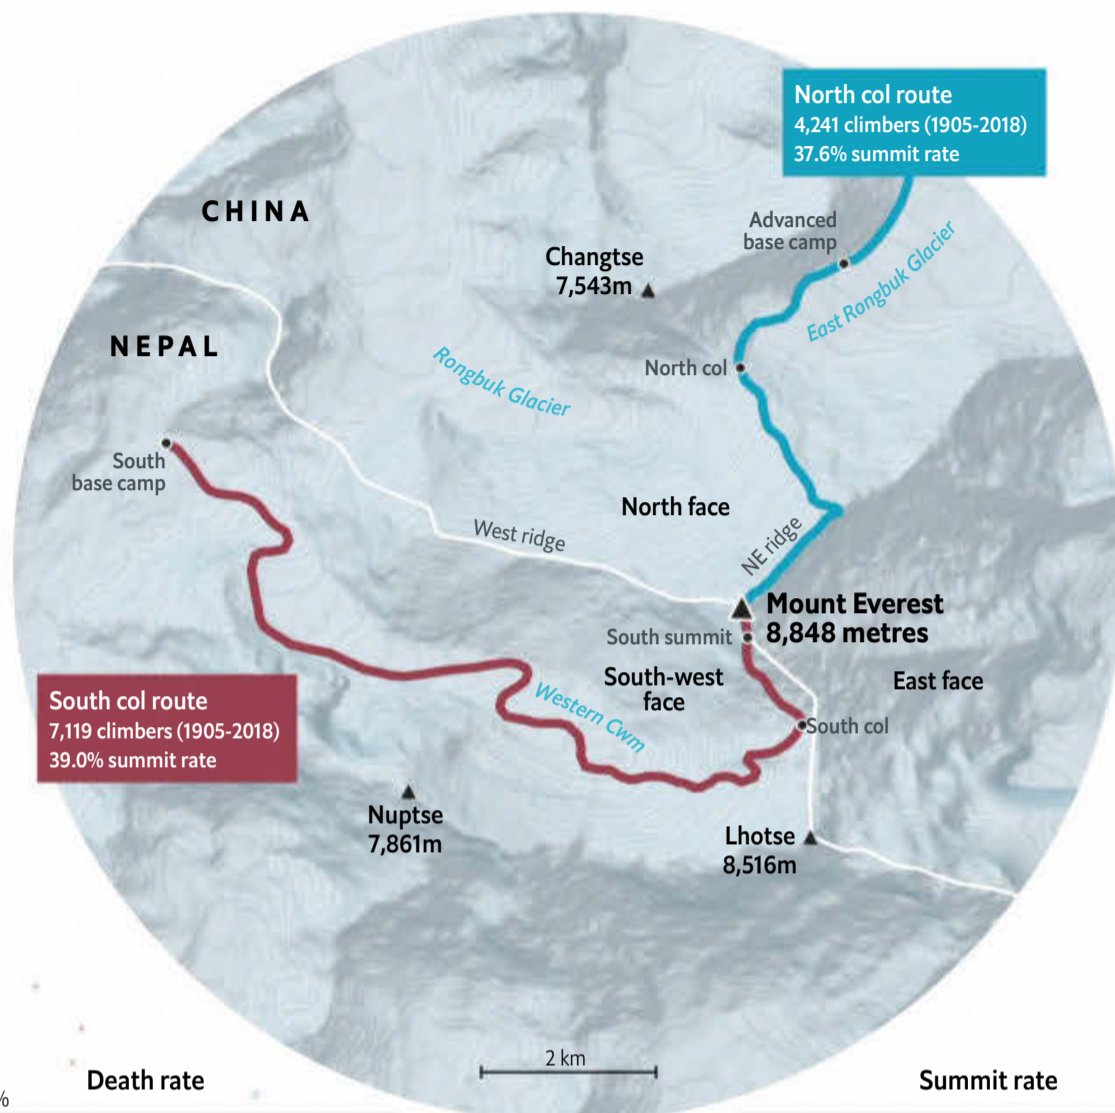 North col route
4,241 climbers (1905-2018)
37.6% summit rate
CHINA
Advanced
base camp
Changtse
7,543m
East Rongbuk Glacier
NEPAL
North col
Rongbuk Glacier
South
base camp
North face
West ridge
NE ridge
Mount Everest
8,848 metres
South summit
South-west
face
East face
South col route
7,119 climbers (1905-2018)
39.0% summit rate
Western Cwm
South col
Nuptse
7,861m
Lhotse
8,516m
2 km
Death rate
Summit rate
%